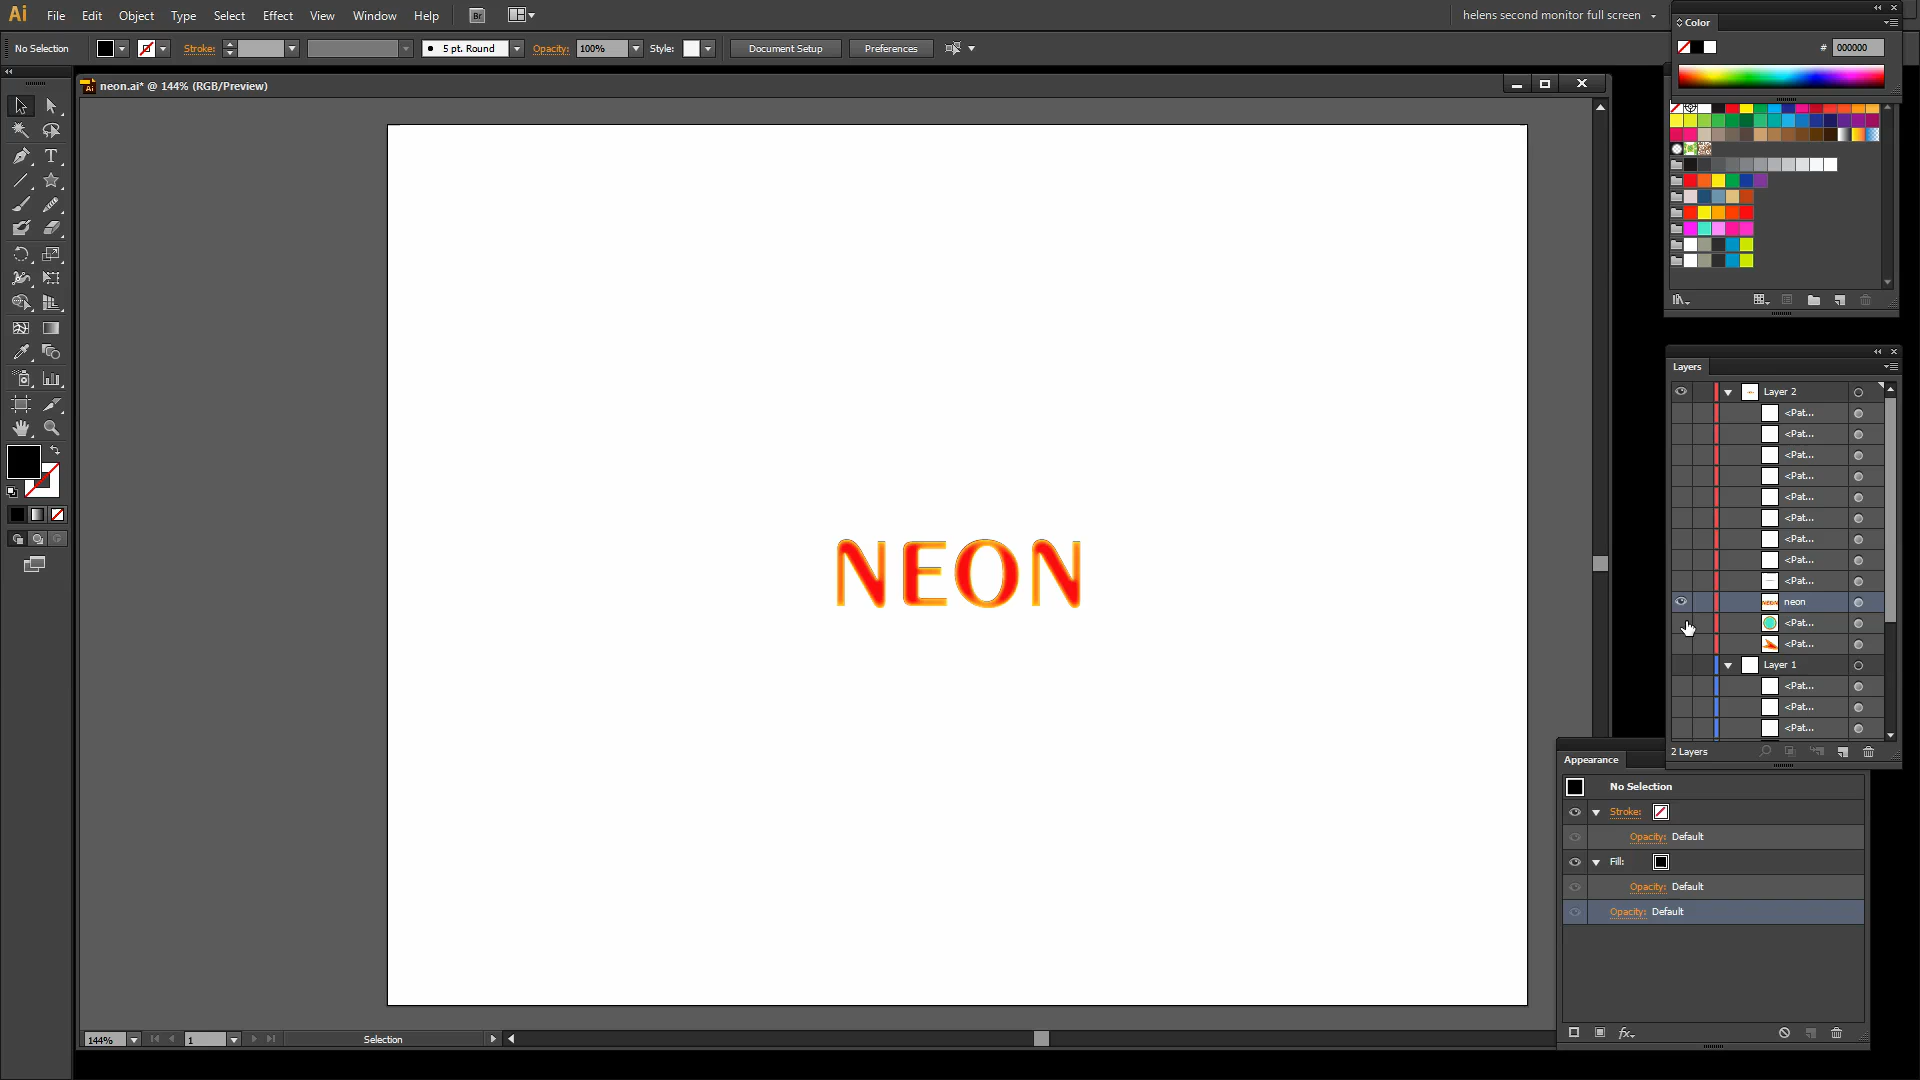 Ai File Edit Object Type Select Effect View Window Help Br helens second monitor full screen
No Selection Stroke: 5 pt. Round Opacity: 100% Style: Document Setup Preferences
Color
# 000000
neon.ai* @ 144% (RGB/Preview)
NEON
Layers
Layer 2
<Pat...
<Pat...
<Pat...
<Pat...
<Pat...
<Pat...
<Pat...
<Pat...
<Pat...
neon
<Pat...
<Pat...
Layer 1
<Pat...
<Pat...
<Pat...
2 Layers
Appearance
No Selection
Stroke:
Opacity: Default
Fill:
Opacity: Default
Opacity: Default
fx
144% 1 Selection